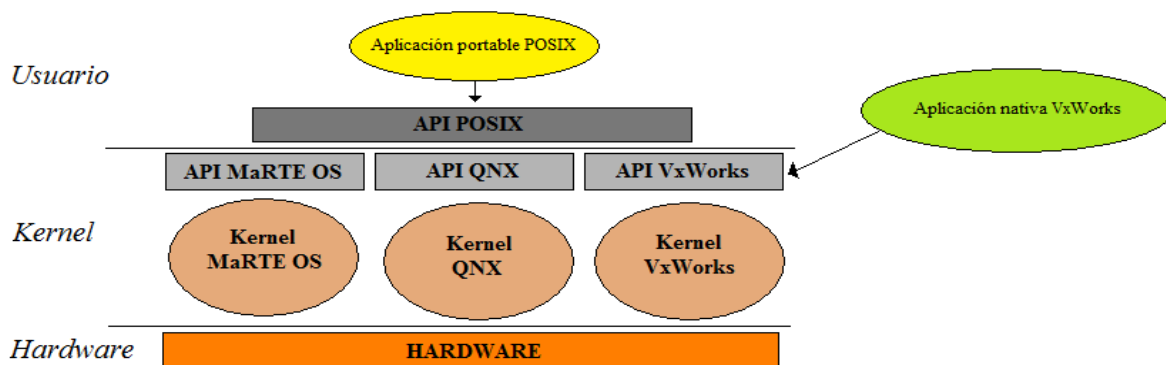 Aplicación portable POSIX
Usuario
Aplicación nativa VxWorks
API POSIX
API MaRTE OS
API QNX
API VxWorks
Kernel
Kernel
MaRTE OS
Kernel
QNX
Kernel
VxWorks
Hardware
HARDWARE